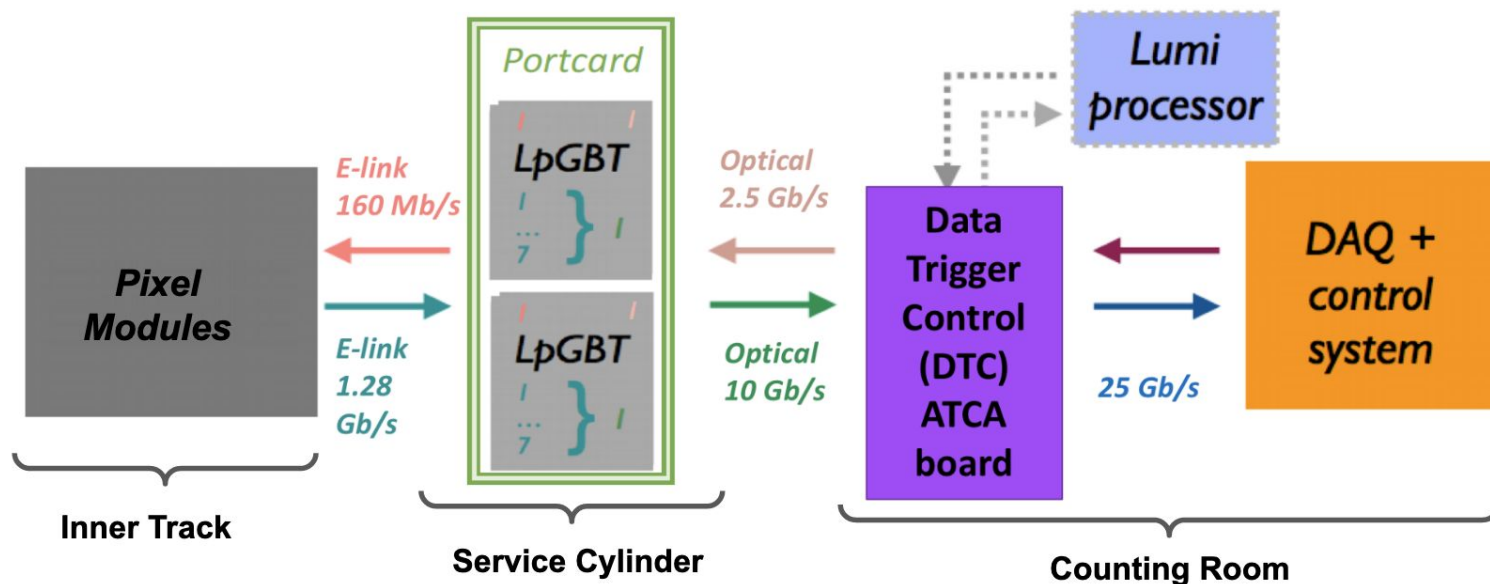 Pixel
Modules
Inner Track
E-link
160 Mb/s
E-link
1.28
Gb/s
Portcard
I I
LpGBT
I
...
7
} I
I I
LpGBT
I
...
7
} I
Service Cylinder
Optical
2.5 Gb/s
Optical
10 Gb/s
Data
Trigger
Control
(DTC)
ATCA
board
Lumi
processor
25 Gb/s
DAQ +
control
system
Counting Room